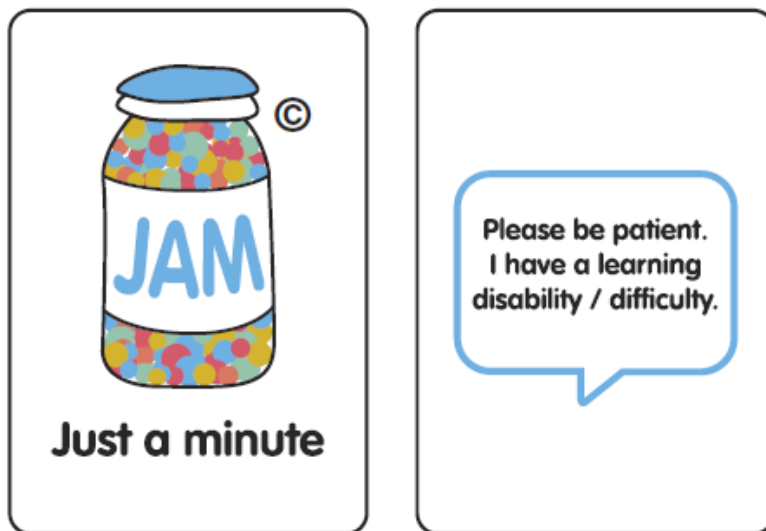 ©
JAM
Just a minute
Please be patient.
I have a learning
disability / difficulty.